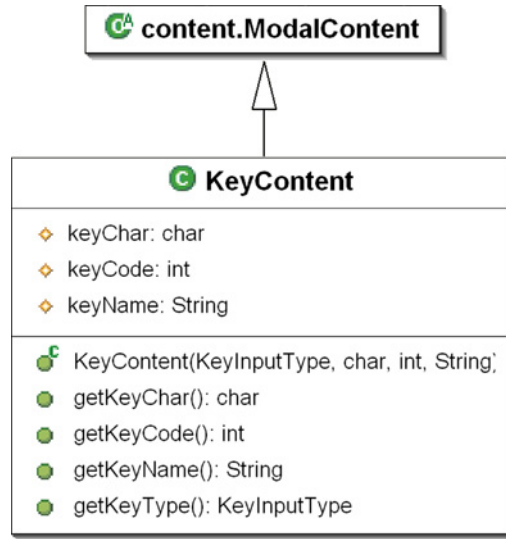 content.ModalContent
C KeyContent
keyChar: char
keyCode: int
keyName: String
KeyContent(KeyInputType, char, int, String)
getKeyChar(): char
getKeyCode(): int
getKeyName(): String
getKeyType(): KeyInputType